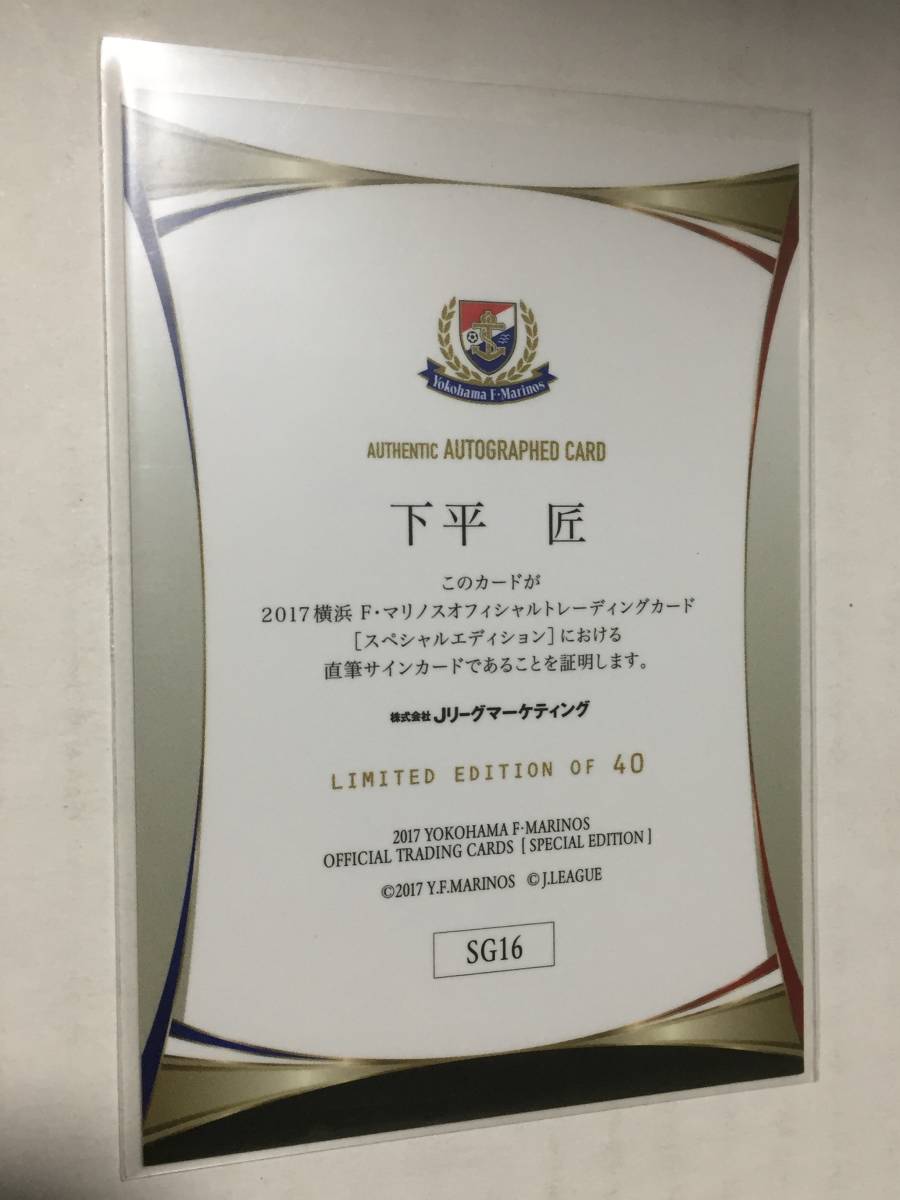 Yokohama F·Marinos
AUTHENTIC AUTOGRAPHED CARD
下平 匠
このカードが
2017横浜 F・マリノスオフィシャルトレーディングカード
[スペシャルエディション]における
直筆サインカードであることを証明します。
株式会社 Jリーグマーケティング
LIMITED EDITION OF 40
2017 YOKOHAMA F·MARINOS
OFFICIAL TRADING CARDS [ SPECIAL EDITION ]
©2017 Y.F.MARINOS ©J.LEAGUE
SG16